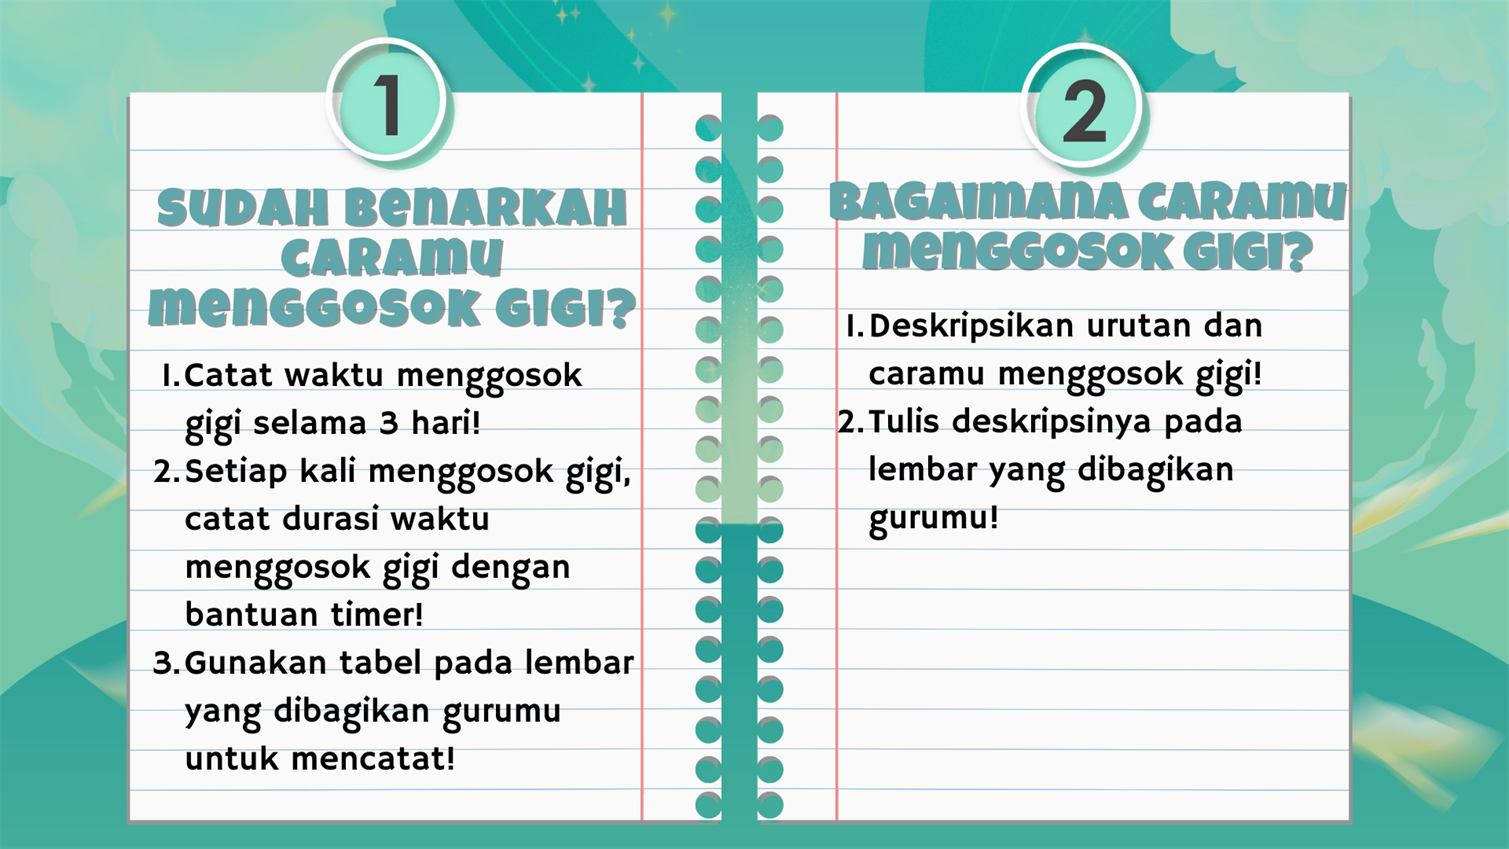 1
SUDAH BENARKAH
CARAMU
MENGGOSOK GIGI?
1. Catat waktu menggosok
gigi selama 3 hari!
2. Setiap kali menggosok gigi,
catat durasi waktu
menggosok gigi dengan
bantuan timer!
3. Gunakan tabel pada lembar
yang dibagikan gurumu
untuk mencatat!
2
BAGAIMANA CARAMU
MENGGOSOK GIGI?
1. Deskripsikan urutan dan
caramu menggosok gigi!
2. Tulis deskripsinya pada
lembar yang dibagikan
gurumu!